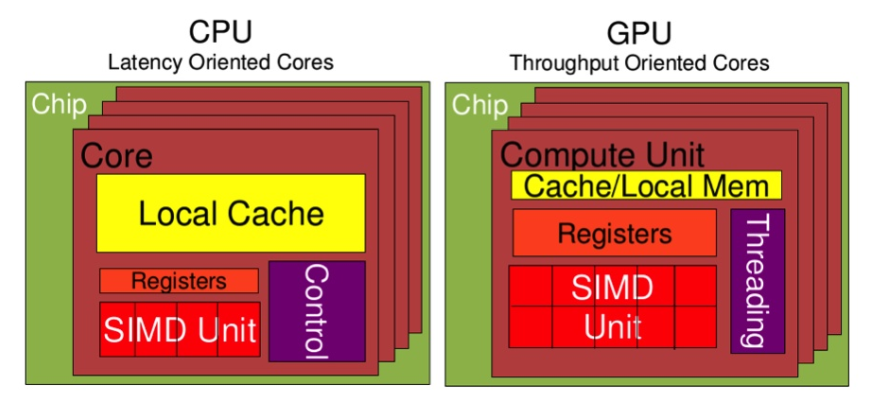 CPU
Latency Oriented Cores
Chip
Core
Local Cache
Registers
SIMD Unit
Control
GPU
Throughput Oriented Cores
Chip
Compute Unit
Cache/Local Mem
Registers
SIMD
Unit
Threading